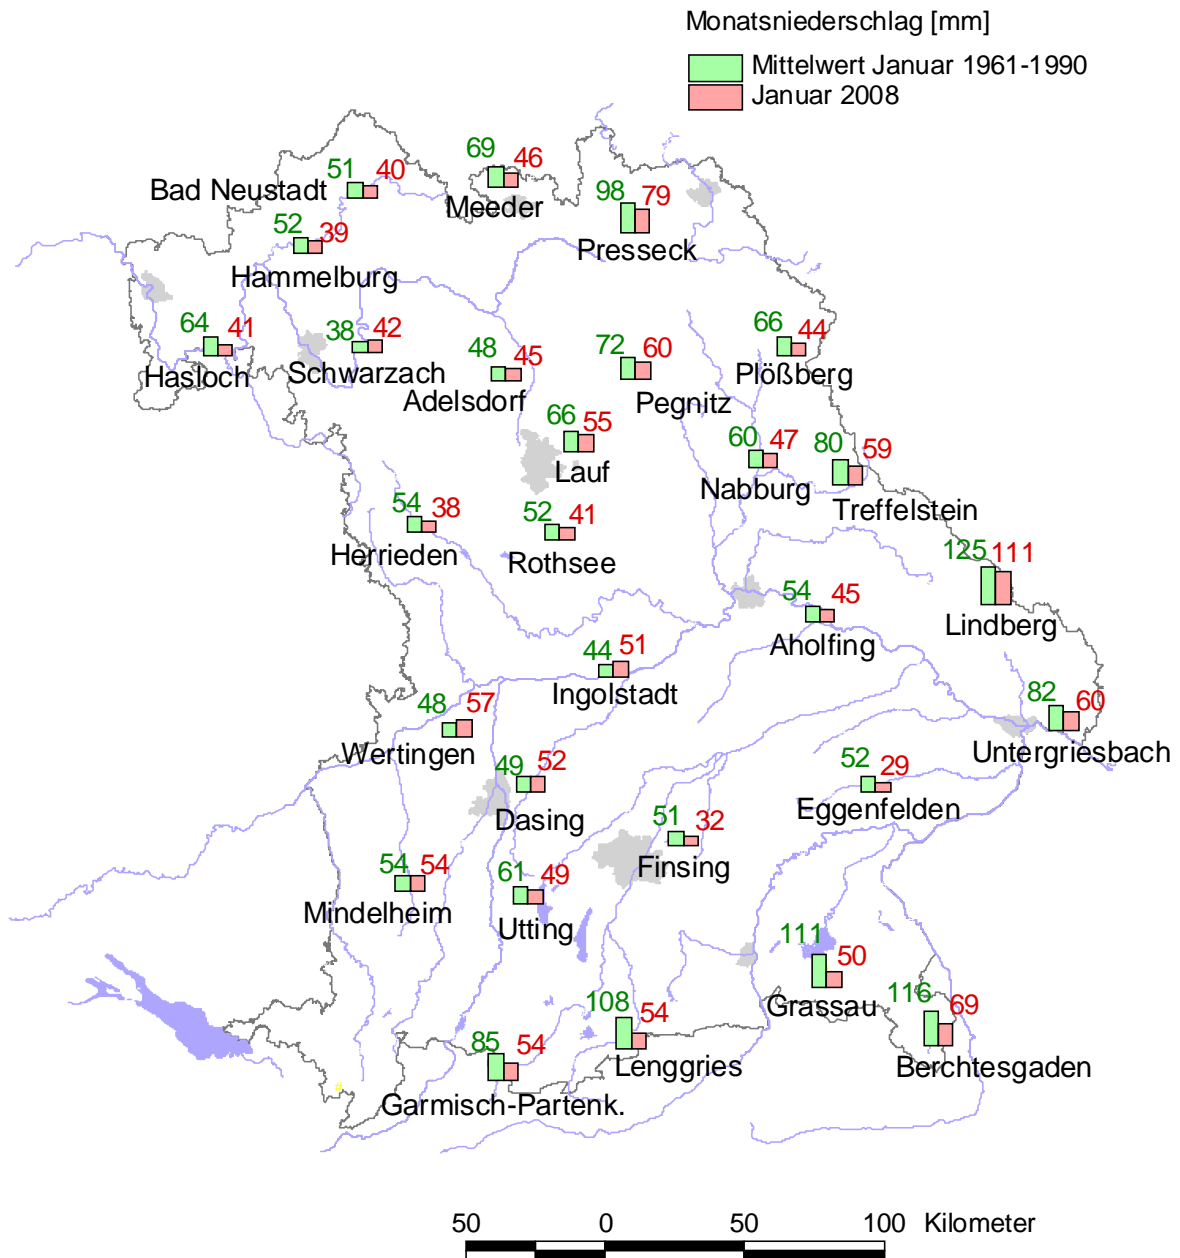 Monatsniederschlag [mm]
Mittelwert Januar 1961-1990
Januar 2008
69 46
Meeder
51 40
Bad Neustadt
98 79
Presseck
52 39
Hammelburg
64 41
Hasloch
38 42
Schwarzach
48 45
Adelsdorf
72 60
Pegnitz
66 44
Plößberg
66 55
Lauf
60 47
Nabburg
80 59
Treffelstein
54 38
Herrieden
52 41
Rothsee
125 111
Lindberg
54 45
Aholfing
44 51
Ingolstadt
48 57
Wertingen
82 60
Untergriesbach
49 52
Dasing
52 29
Eggenfelden
51 32
Finsing
54 54
Mindelheim
61 49
Utting
111 50
Grassau
116 69
Berchtesgaden
108 54
Lenggries
85 54
Garmisch-Partenk.
50 0 50 100 Kilometer